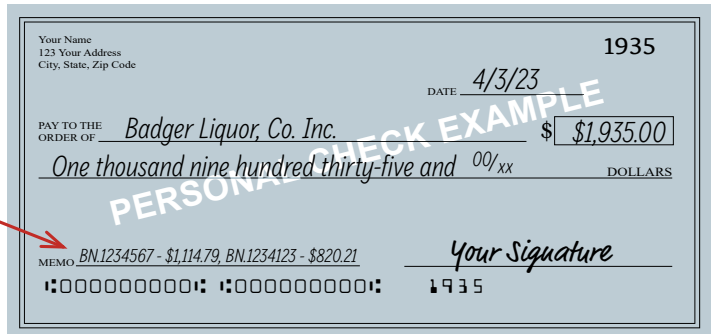 Your Name
123 Your Address
City, State, Zip Code
1935
DATE 4/3/23
PERSONAL CHECK EXAMPLE
PAY TO THE
ORDER OF Badger Liquor, Co. Inc. $ $1,935.00
One thousand nine hundred thirty-five and 00/xx DOLLARS
MEMO BN.1234567 - $1,114.79, BN.1234123 - $820.21
Your Signature
⑆000000000⑆ ⑆000000000⑆ 1935